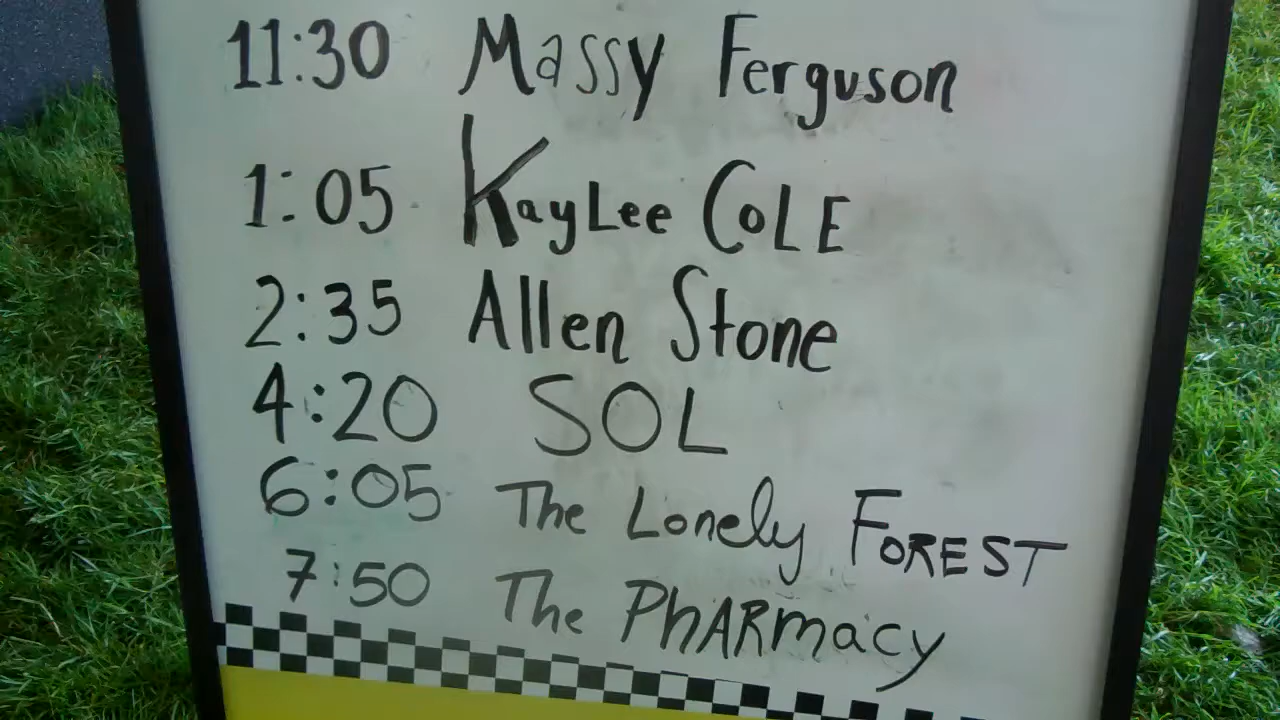 11:30 Massy Ferguson
1:05 KayLee COLE
2:35 Allen Stone
4:20 SOL
6:05 The Lonely FOREST
7:50 The PhARmacy